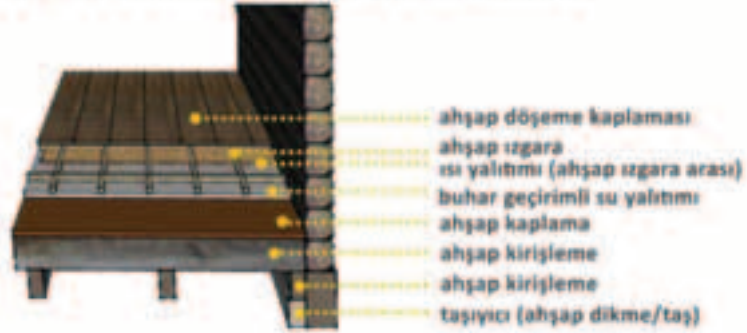 ahşap döşeme kaplaması
ahşap ızgara
ısı yalıtımı (ahşap ızgara arası)
buhar geçirimli su yalıtımı
ahşap kaplama
ahşap kirişleme
ahşap kirişleme
taşıyıcı (ahşap dikme/taş)